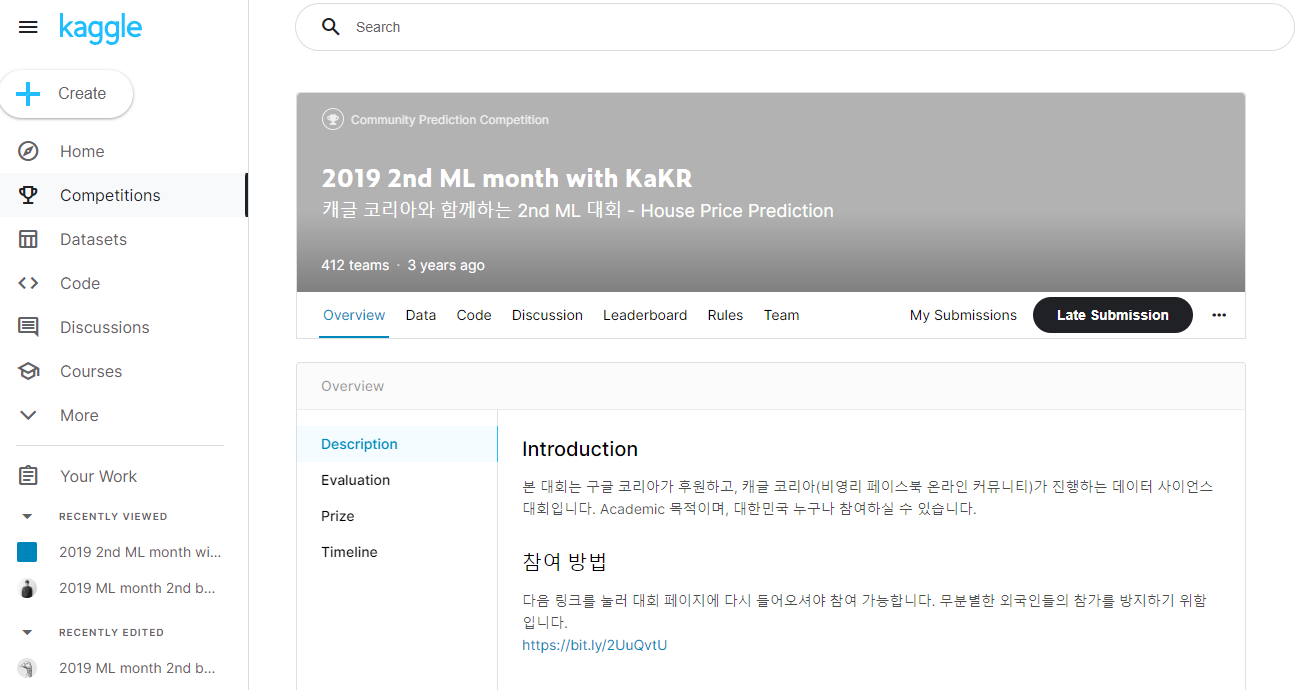 kaggle
Search
Create
Home
Competitions
Datasets
Code
Discussions
Courses
More
Your Work
RECENTLY VIEWED
2019 2nd ML month wi...
2019 ML month 2nd b...
RECENTLY EDITED
2019 ML month 2nd b...
Community Prediction Competition
2019 2nd ML month with KaKR
캐글 코리아와 함께하는 2nd ML 대회 - House Price Prediction
412 teams · 3 years ago
Overview Data Code Discussion Leaderboard Rules Team My Submissions Late Submission
Overview
Description
Evaluation
Prize
Timeline
Introduction
본 대회는 구글 코리아가 후원하고, 캐글 코리아(비영리 페이스북 온라인 커뮤니티)가 진행하는 데이터 사이언스
대회입니다. Academic 목적이며, 대한민국 누구나 참여하실 수 있습니다.
참여 방법
다음 링크를 눌러 대회 페이지에 다시 들어오셔야 참여 가능합니다. 무분별한 외국인들의 참가를 방지하기 위함
입니다.
https://bit.ly/2UuQvtU